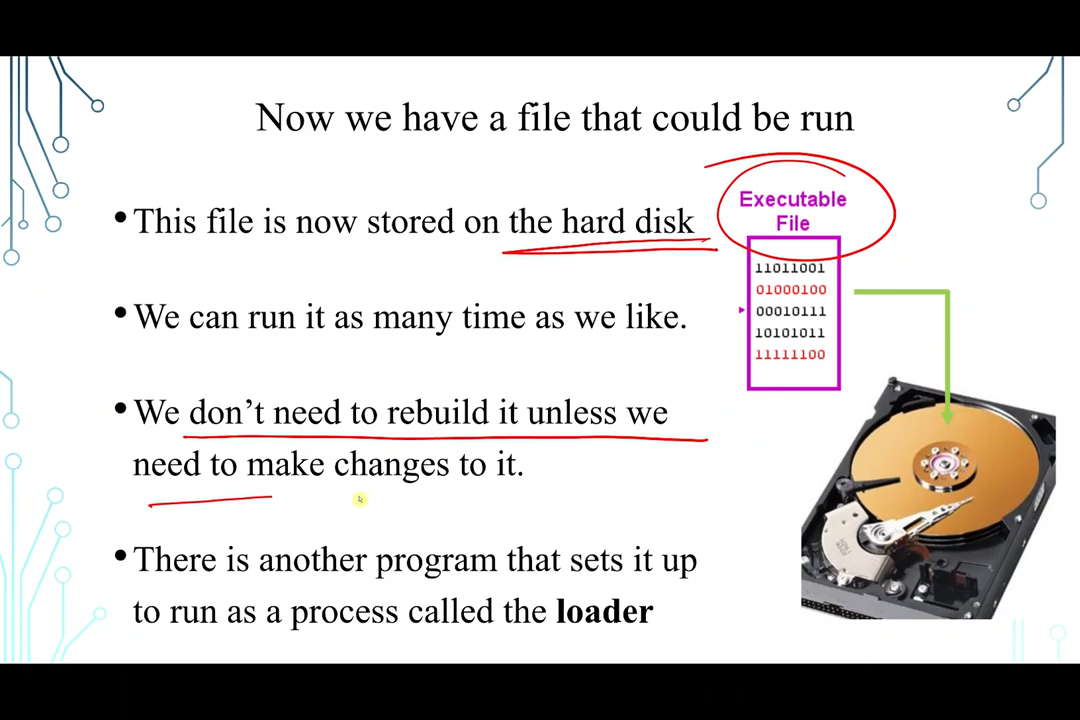 Now we have a file that could be run
• This file is now stored on the hard disk
• We can run it as many time as we like.
• We don’t need to rebuild it unless we
need to make changes to it.
• There is another program that sets it up
to run as a process called the loader
Executable
File
11011001
01000100
00010111
10101011
11111100